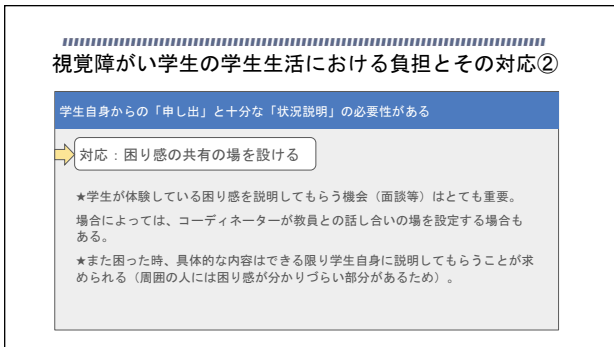 視覚障がい学生の学生生活における負担とその対応②
学生自身からの「申し出」と十分な「状況説明」の必要性がある
対応：困り感の共有の場を設ける
★学生が体験している困り感を説明してもらう機会（面談等）はとても重要。
場合によっては、コーディネーターが教員との話し合いの場を設定する場合も
ある。
★また困った時、具体的な内容はできる限り学生自身に説明してもらうことが求
められる（周囲の人には困り感が分かりづらい部分があるため）。